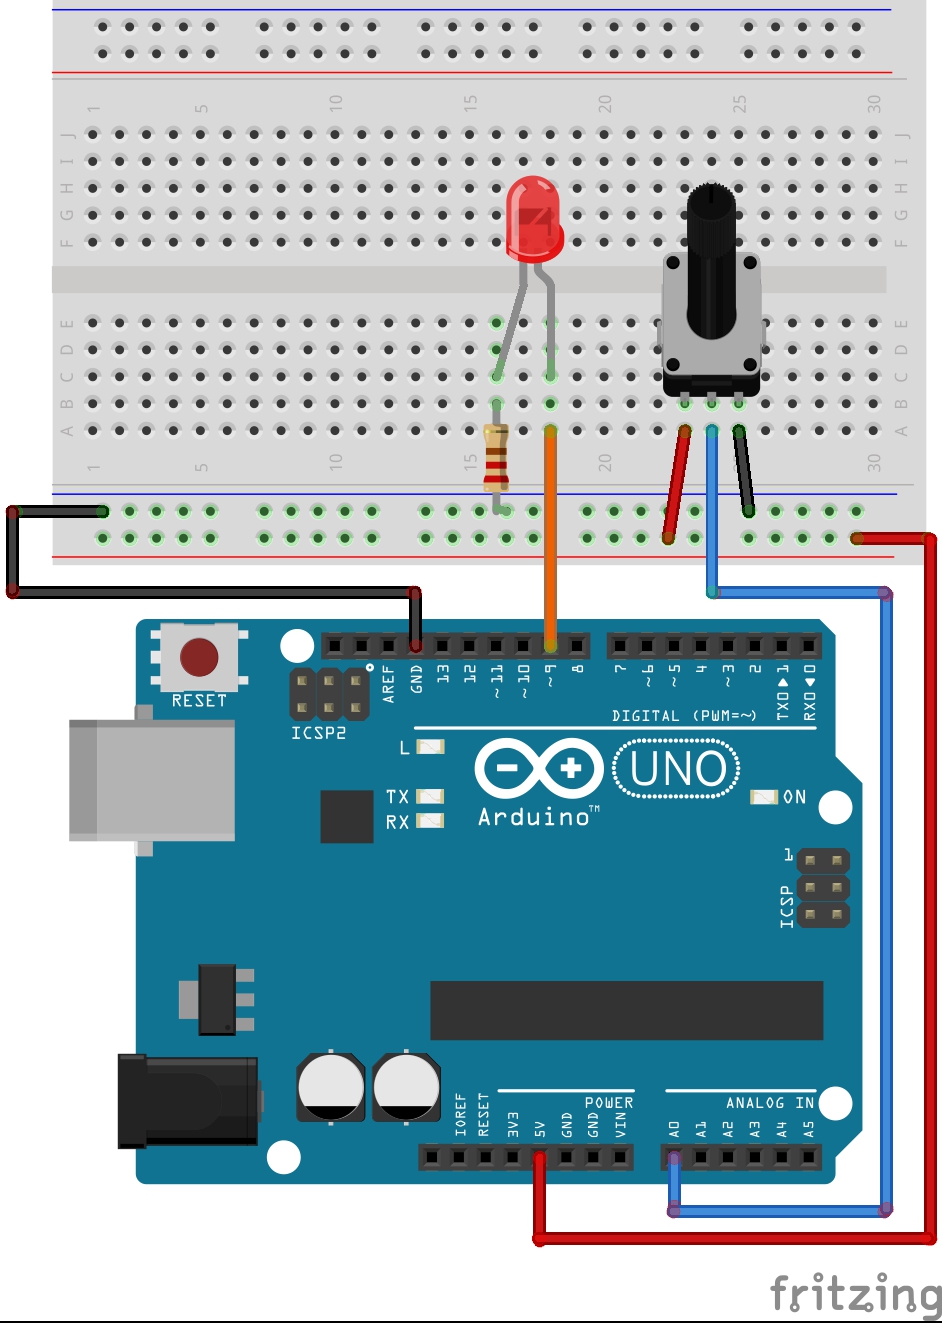 1 5 10 15 20 25 30
J J
I I
H H
G G
F F
E E
D D
C C
B B
A A
1 5 10 15 20 25 30
AREF GND 13 12 ~11 ~10 ~9 8 7 ~6 ~5 4 ~3 2 TX0▶1 RX0◀0
RESET
DIGITAL (PWM=~)
ICSP2
L
TX
RX
UNO
Arduino™
ON
1
ICSP
POWER
ANALOG IN
IOREF RESET 3V3 5V GND GND VIN A0 A1 A2 A3 A4 A5
fritzing